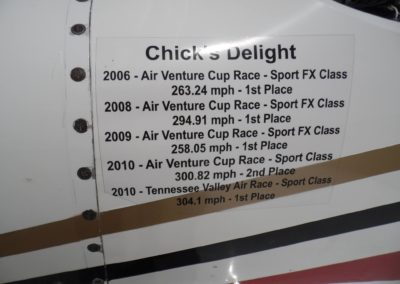 Chick's Delight
2006 - Air Venture Cup Race - Sport FX Class
263.24 mph - 1st Place
2008 - Air Venture Cup Race - Sport FX Class
294.91 mph - 1st Place
2009 - Air Venture Cup Race - Sport FX Class
258.05 mph - 1st Place
2010 - Air Venture Cup Race - Sport Class
300.82 mph - 2nd Place
2010 - Tennessee Valley Air Race - Sport Class
304.1 mph - 1st Place